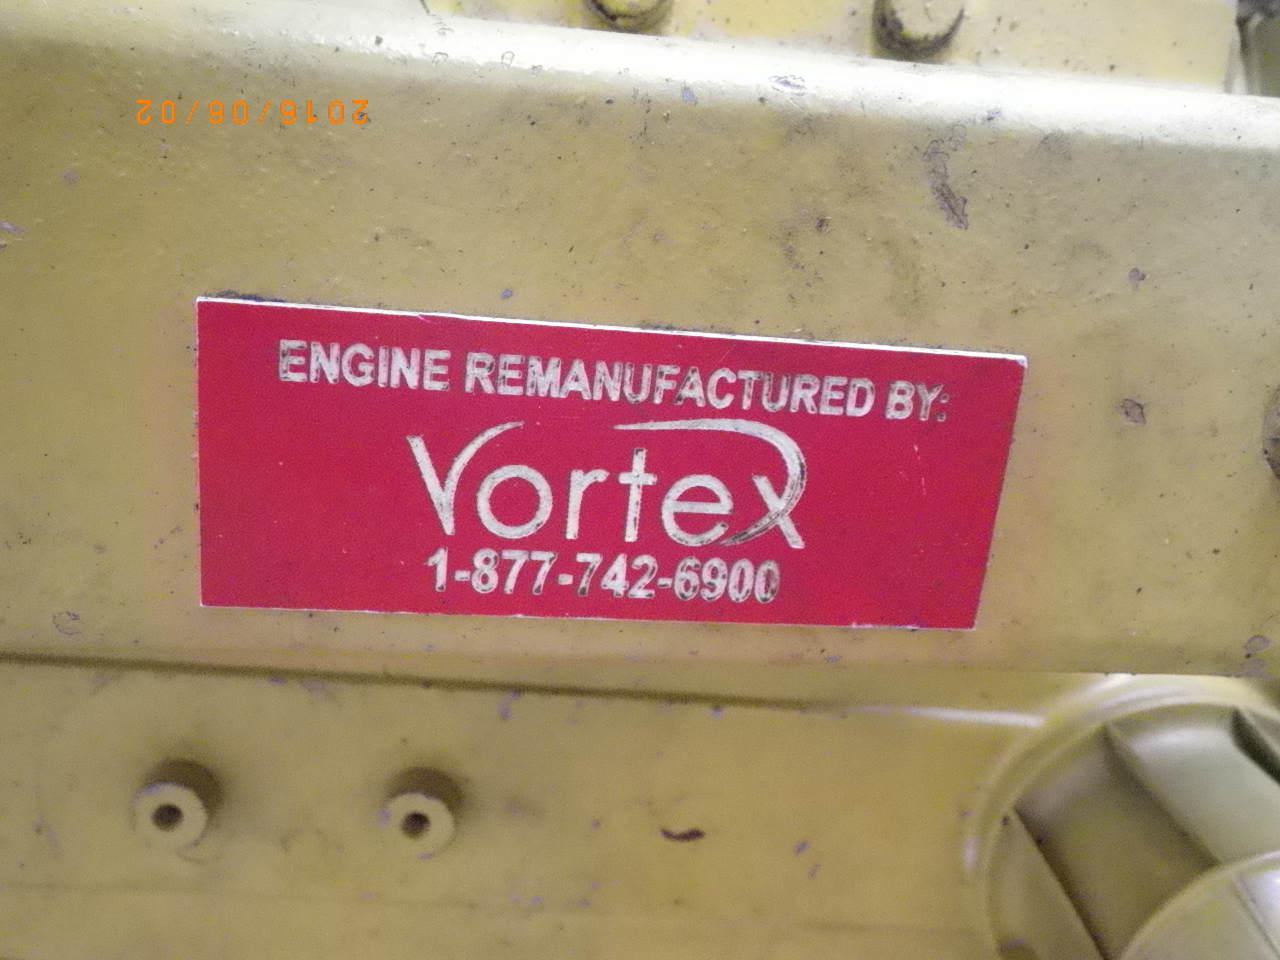 2016/06/02
ENGINE REMANUFACTURED BY:
Vortex
1-877-742-6900